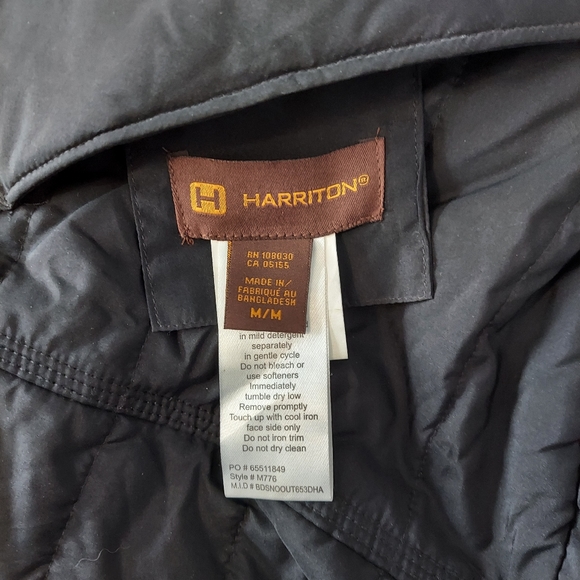 H HARRITON®
RN 108030
CA 05155
MADE IN/
FABRIQUÉ AU
BANGLADESH
M/M
in mild detergent
separately
in gentle cycle
Do not bleach or
use softeners
Immediately
tumble dry low
Remove promptly
Touch up with cool iron
face side only
Do not iron trim
Do not dry clean
PO # 65511849
Style # M776
M.I.D # BDSNOOUT653DHA